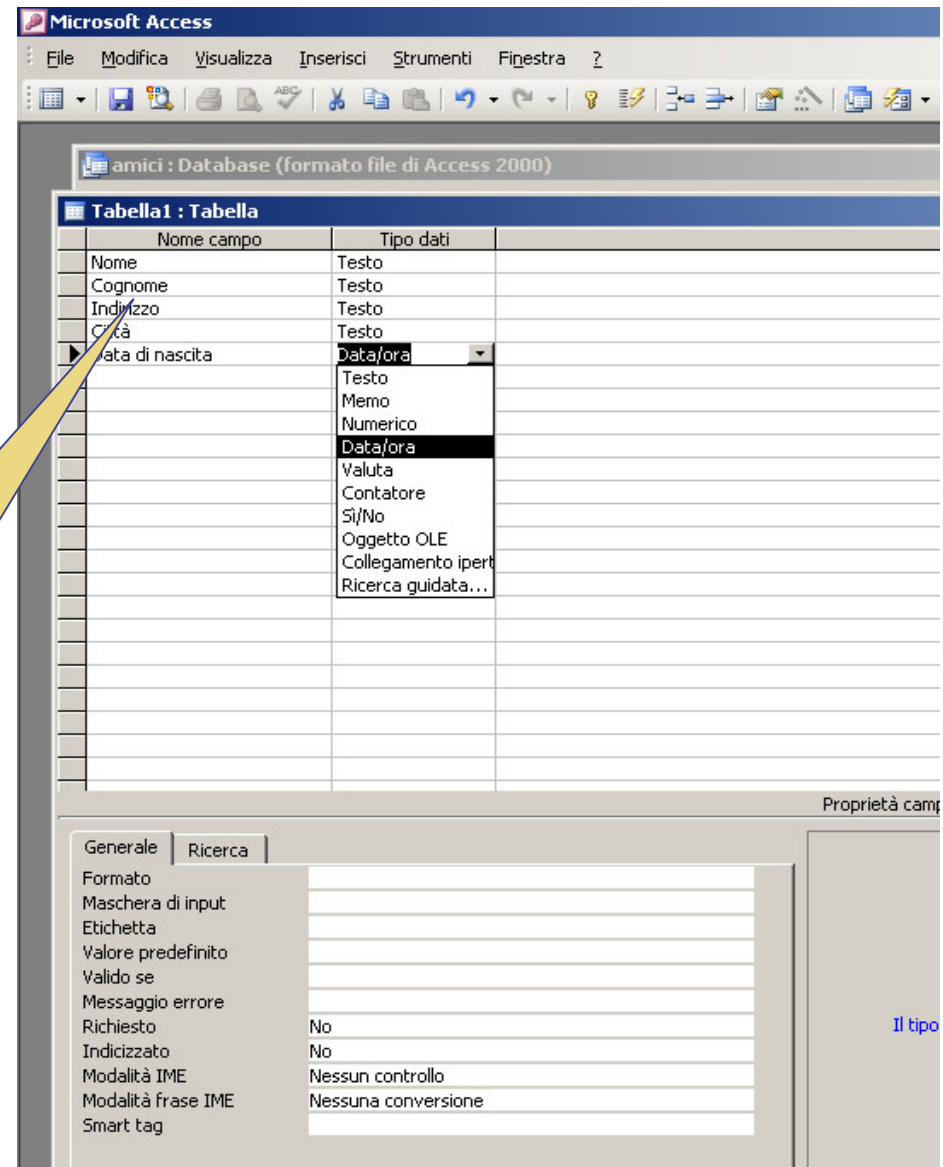 Microsoft Access
File Modifica Visualizza Inserisci Strumenti Finestra ?
ABC
amici : Database (formato file di Access 2000)
Tabella1 : Tabella
Nome campo Tipo dati
Nome Testo
Cognome Testo
Indirizzo Testo
Città Testo
Data di nascita Data/ora
Testo
Memo
Numerico
Data/ora
Valuta
Contatore
Sì/No
Oggetto OLE
Collegamento ipert
Ricerca guidata...
Proprietà camp
Generale Ricerca
Formato
Maschera di input
Etichetta
Valore predefinito
Valido se
Messaggio errore
Richiesto No
Il tipo
Indicizzato No
Modalità IME Nessun controllo
Modalità frase IME Nessuna conversione
Smart tag